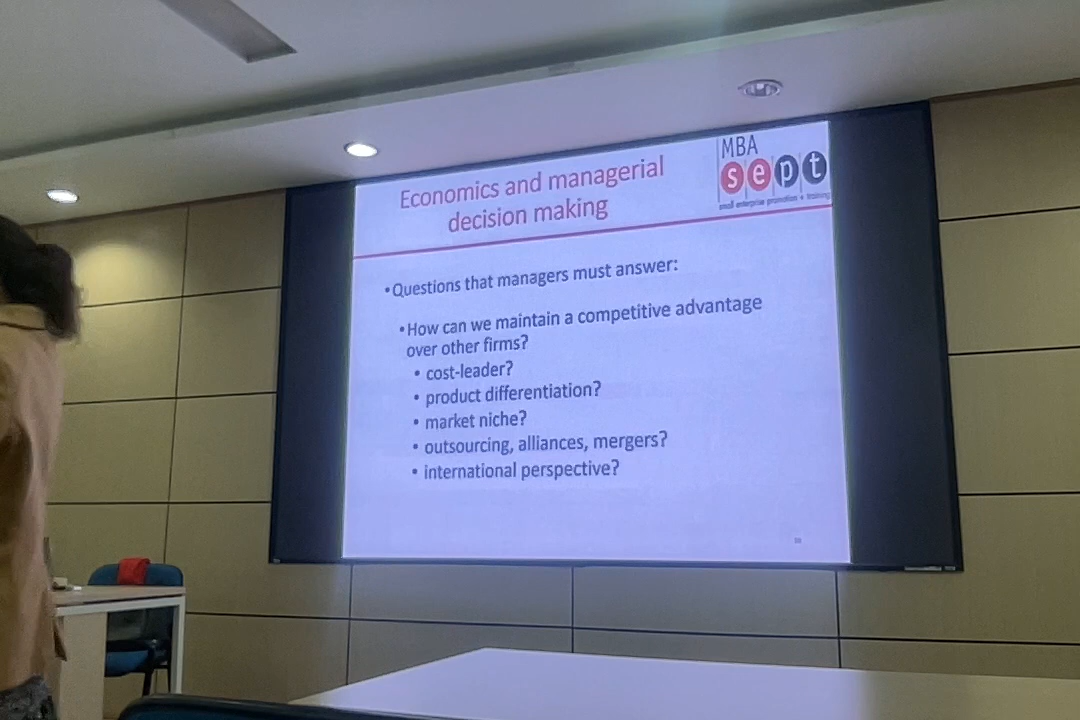 Economics and managerial
decision making
MBA
sept
small enterprise promotion + training
•Questions that managers must answer:
•How can we maintain a competitive advantage
over other firms?
• cost-leader?
• product differentiation?
• market niche?
• outsourcing, alliances, mergers?
• international perspective?